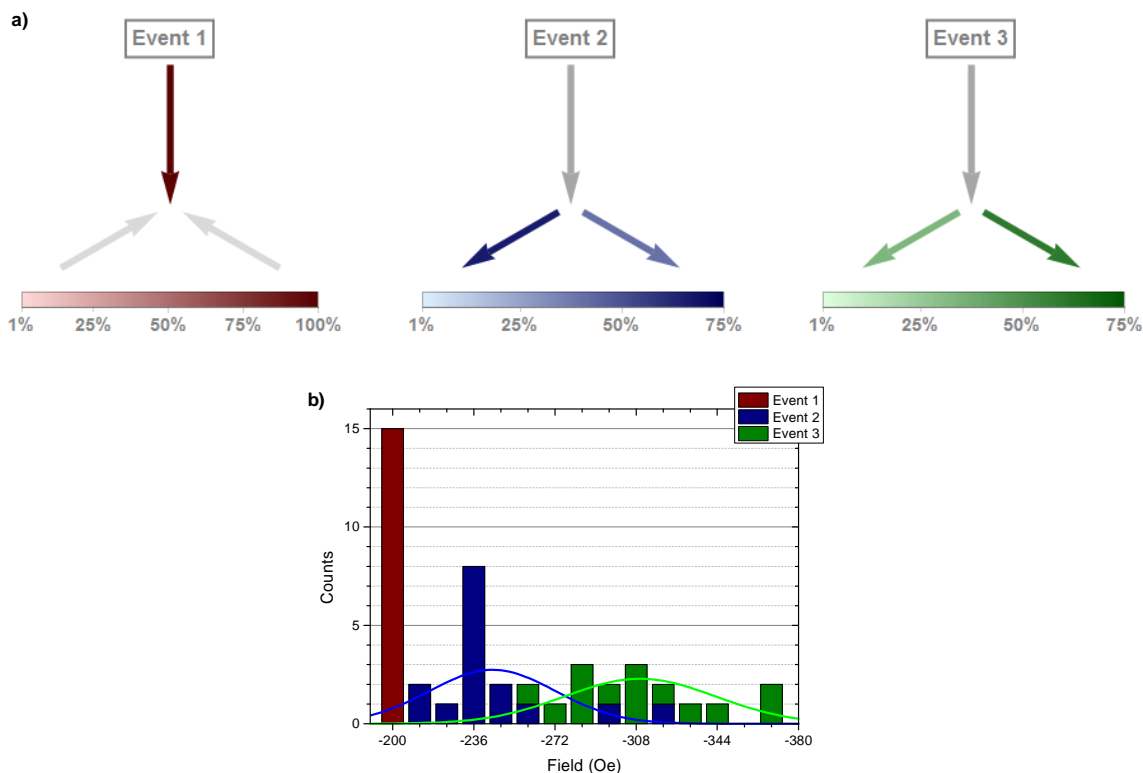 a)
Event 1
Event 2
Event 3
1% 25% 50% 75% 100%
1% 25% 50% 75%
1% 25% 50% 75%
b)
Event 1
Event 2
Event 3
15
10
5
0
Counts
-200 -236 -272 -308 -344 -380
Field (Oe)